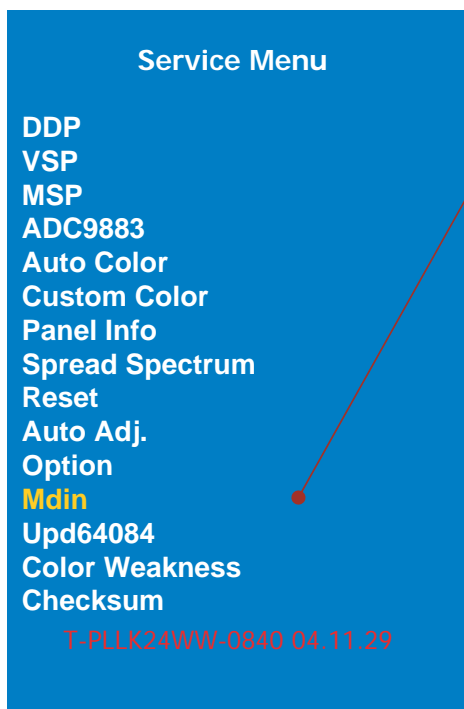 Service Menu
DDP
VSP
MSP
ADC9883
Auto Color
Custom Color
Panel Info
Spread Spectrum
Reset
Auto Adj.
Option
Mdin
Upd64084
Color Weakness
Checksum
T-PLLK24WW-0840 04.11.29